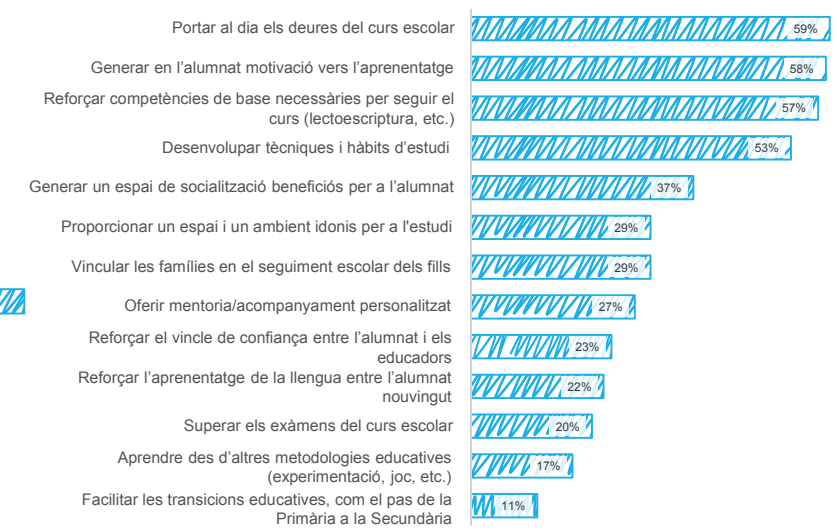 Portar al dia els deures del curs escolar 59%
Generar en l’alumnat motivació vers l’aprenentatge 58%
Reforçar competències de base necessàries per seguir el
curs (lectoescriptura, etc.) 57%
Desenvolupar tècniques i hàbits d’estudi 53%
Generar un espai de socialització beneficiós per a l’alumnat 37%
Proporcionar un espai i un ambient idonis per a l'estudi 29%
Vincular les famílies en el seguiment escolar dels fills 29%
Oferir mentoria/acompanyament personalitzat 27%
Reforçar el vincle de confiança entre l’alumnat i els
educadors 23%
Reforçar l’aprenentatge de la llengua entre l’alumnat
nouvingut 22%
Superar els exàmens del curs escolar 20%
Aprendre des d’altres metodologies educatives
(experimentació, joc, etc.) 17%
Facilitar les transicions educatives, com el pas de la
Primària a la Secundària 11%